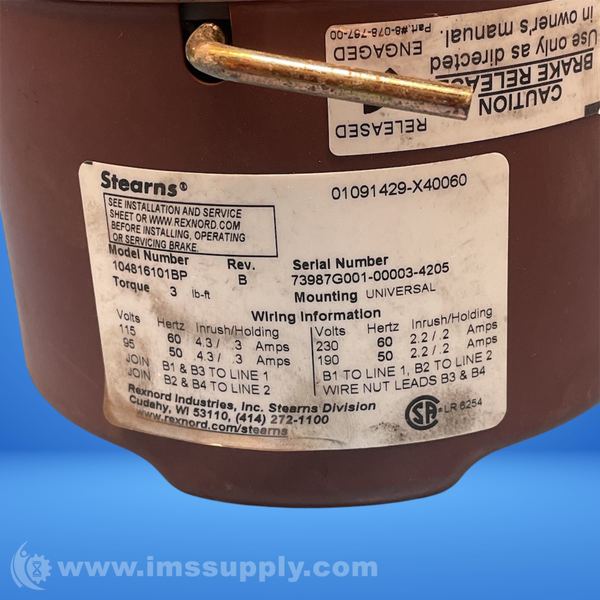 Part.#8-078-797-00
in owner's manual.
Use only as directed
BRAKE RELEASE
CAUTION
ENGAGED
RELEASED
Stearns®
01091429-X40060
SEE INSTALLATION AND SERVICE
SHEET OR WWW.REXNORD.COM
BEFORE INSTALLING, OPERATING
OR SERVICING BRAKE
Model Number Rev. Serial Number
104816101BP B 73987G001-00003-4205
Torque 3 lb-ft Mounting UNIVERSAL
Wiring Information
Volts Hertz Inrush/Holding Volts Hertz Inrush/Holding
115 60 4.3 / .3 Amps 230 60 2.2 / .2 Amps
95 50 4.3 / .3 Amps 190 50 2.2 / .2 Amps
JOIN B1 & B3 TO LINE 1 B1 TO LINE 1, B2 TO LINE 2
JOIN B2 & B4 TO LINE 2 WIRE NUT LEADS B3 & B4
Rexnord Industries, Inc. Stearns Division
Cudahy, WI 53110, (414) 272-1100
www.rexnord.com/stearns
LR 6254
www.imssupply.com